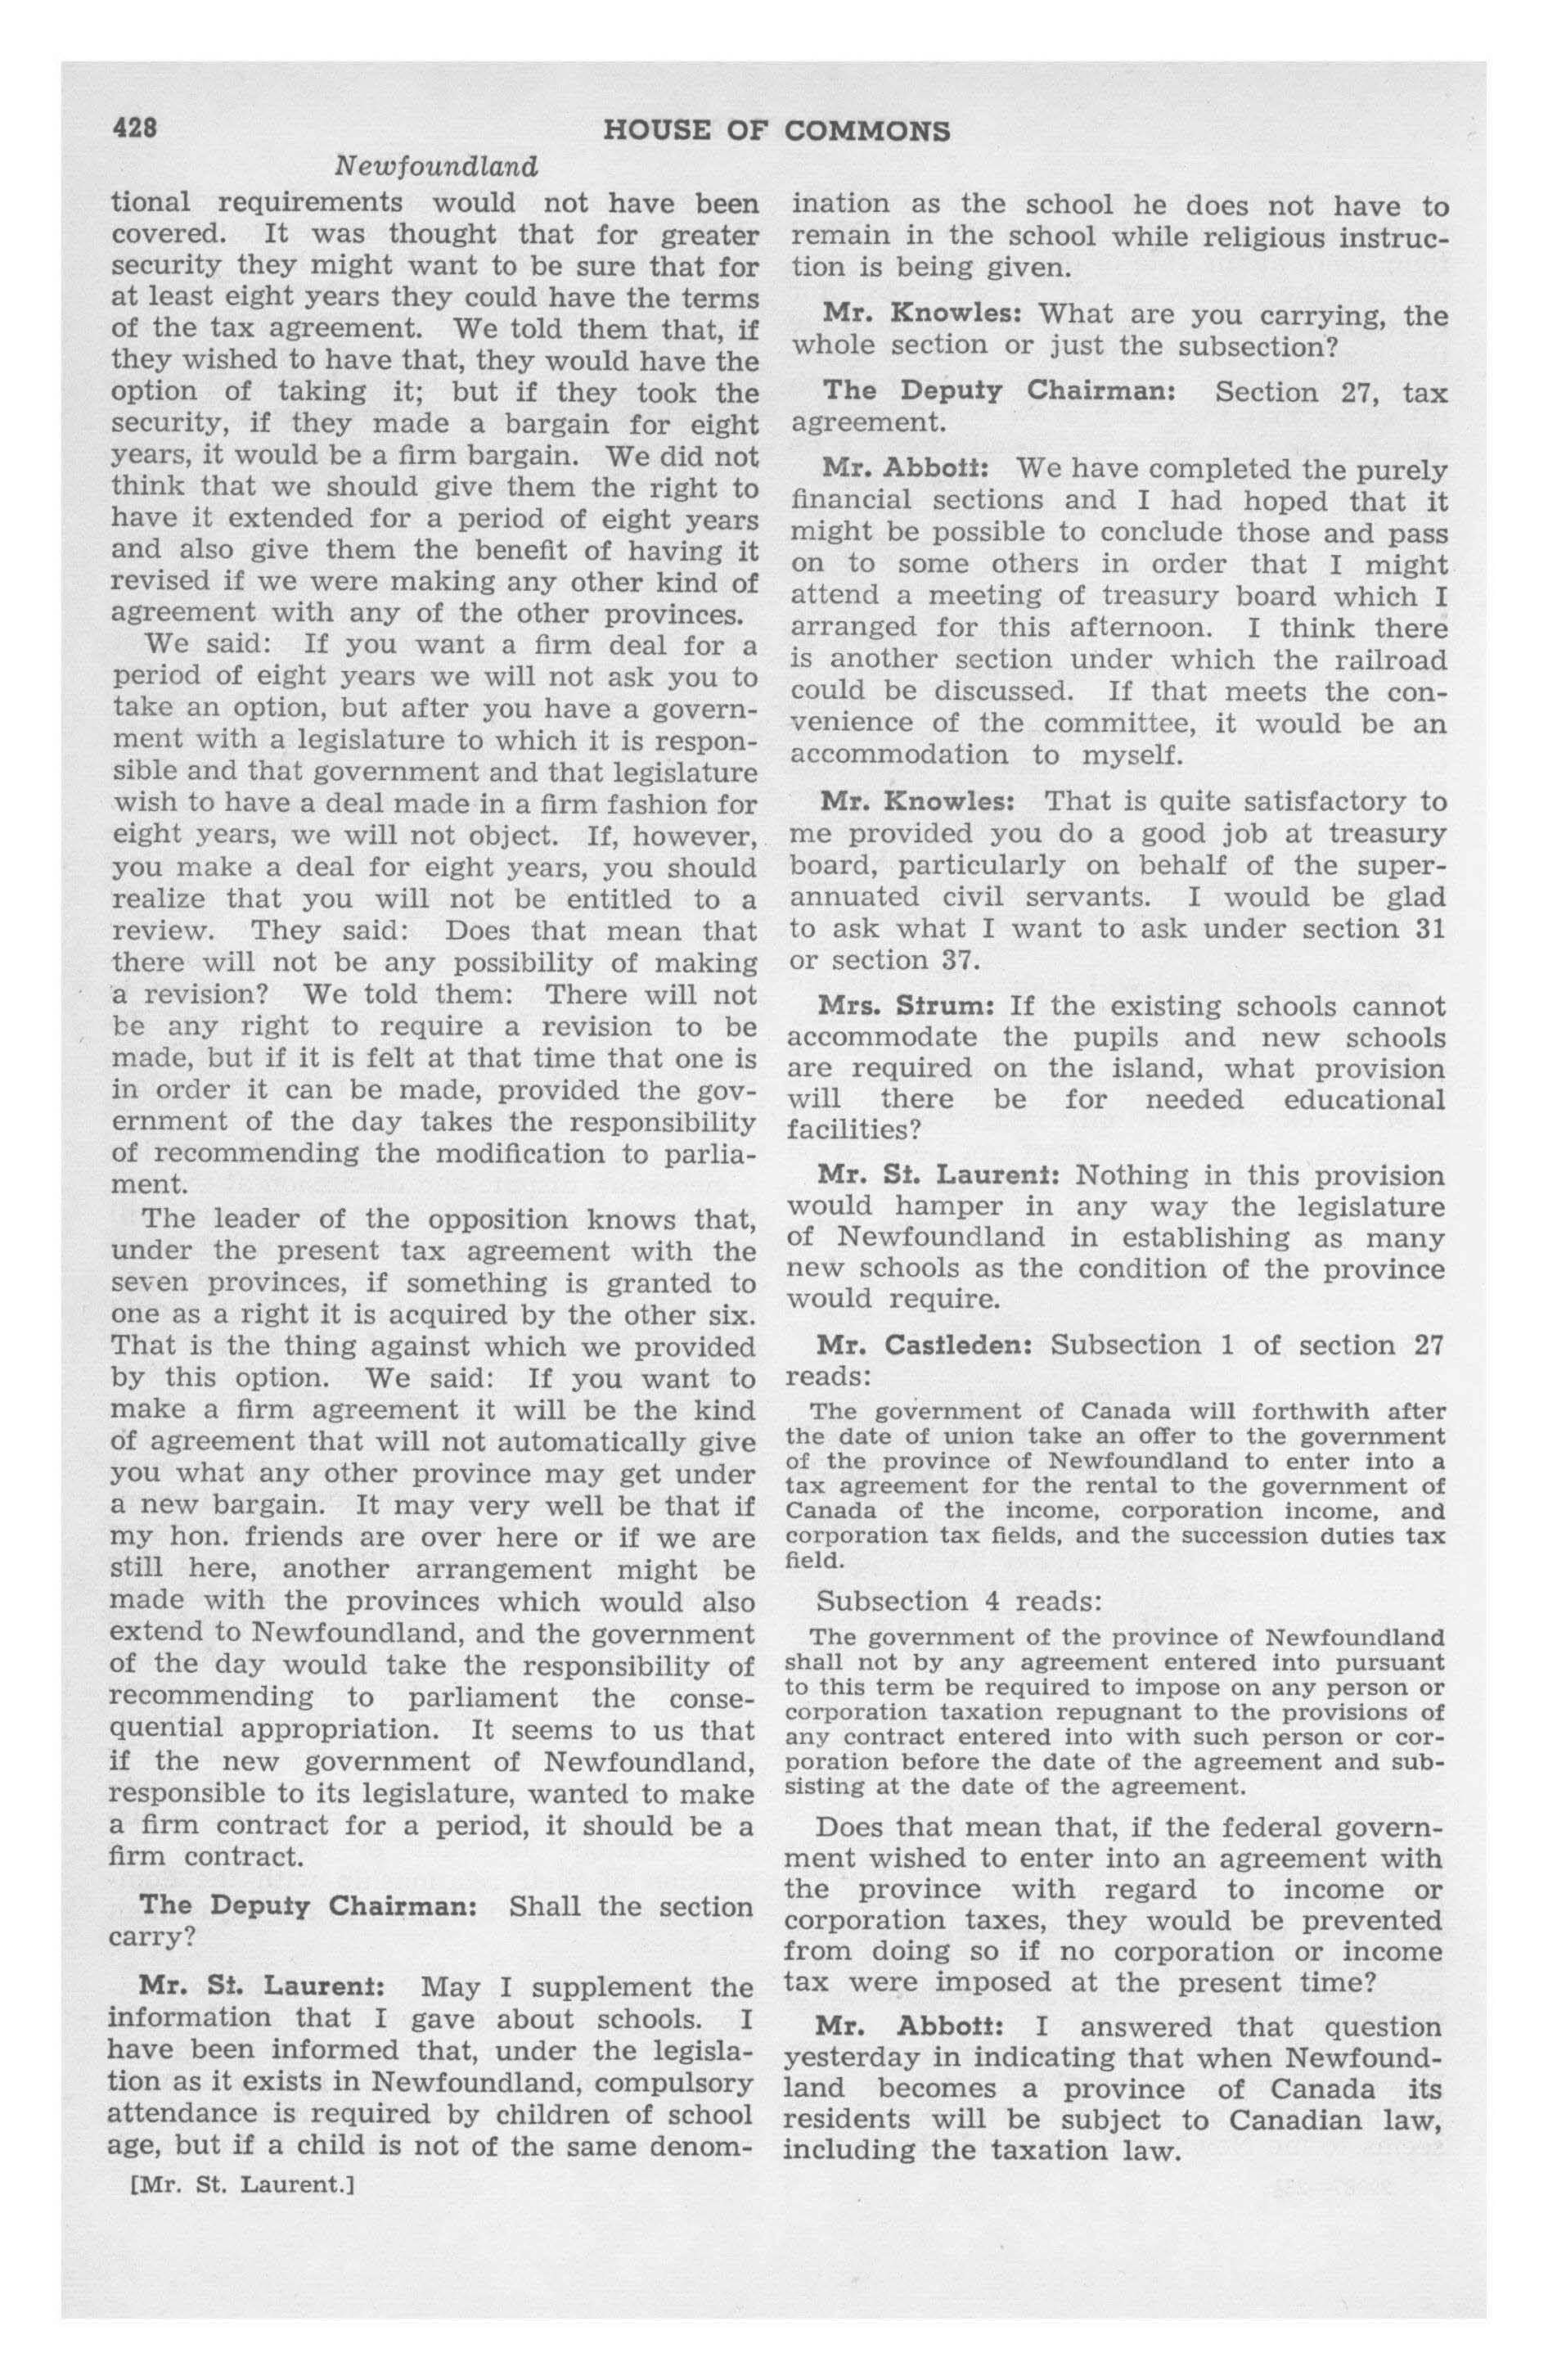 428
HOUSE OF COMMONS
Newfoundland
tional requirements would not have been
covered. It was thought that for greater
security they might want to be sure that for
at least eight years they could have the terms
of the tax agreement. We told them that, if
they wished to have that, they would have the
option of taking it; but if they took the
security, if they made a bargain for eight
years, it would be a firm bargain. We did not
think that we should give them the right to
have it extended for a period of eight years
and also give them the benefit of having it
revised if we were making any other kind of
agreement with any of the other provinces.
We said: If you want a firm deal for a
period of eight years we will not ask you to
take an option, but after you have a govern-
ment with a legislature to which it is respon-
sible and that government and that legislature
wish to have a deal made in a firm fashion for
eight years, we will not object. If, however,
you make a deal for eight years, you should
realize that you will not be entitled to a
review. They said: Does that mean that
there will not be any possibility of making
a revision? We told them: There will not
be any right to require a revision to be
made, but if it is felt at that time that one is
in order it can be made, provided the gov-
ernment of the day takes the responsibility
of recommending the modification to parlia-
ment.
The leader of the opposition knows that,
under the present tax agreement with the
seven provinces, if something is granted to
one as a right it is acquired by the other six.
That is the thing against which we provided
by this option. We said: If you want to
make a firm agreement it will be the kind
of agreement that will not automatically give
you what any other province may get under
a new bargain. It may very well be that if
my hon. friends are over here or if we are
still here, another arrangement might be
made with the provinces which would also
extend to Newfoundland, and the government
of the day would take the responsibility of
recommending to parliament the conse-
quential appropriation. It seems to us that
if the new government of Newfoundland,
responsible to its legislature, wanted to make
a firm contract for a period, it should be a
firm contract.
The Deputy Chairman: Shall the section
carry?
Mr. St. Laurent: May I supplement the
information that I gave about schools. I
have been informed that, under the legisla-
tion as it exists in Newfoundland, compulsory
attendance is required by children of school
age, but if a child is not of the same denom-
[Mr. St. Laurent.]
ination as the school he does not have to
remain in the school while religious instruc-
tion is being given.
Mr. Knowles: What are you carrying, the
whole section or just the subsection?
The Deputy Chairman: Section 27, tax
agreement.
Mr. Abbott: We have completed the purely
financial sections and I had hoped that it
might be possible to conclude those and pass
on to some others in order that I might
attend a meeting of treasury board which I
arranged for this afternoon. I think there
is another section under which the railroad
could be discussed. If that meets the con-
venience of the committee, it would be an
accommodation to myself.
Mr. Knowles: That is quite satisfactory to
me provided you do a good job at treasury
board, particularly on behalf of the super-
annuated civil servants. I would be glad
to ask what I want to ask under section 31
or section 37.
Mrs. Strum: If the existing schools cannot
accommodate the pupils and new schools
are required on the island, what provision
will there be for needed educational
facilities?
Mr. St. Laurent: Nothing in this provision
would hamper in any way the legislature
of Newfoundland in establishing as many
new schools as the condition of the province
would require.
Mr. Castleden: Subsection 1 of section 27
reads:
The government of Canada will forthwith after
the date of union take an offer to the government
of the province of Newfoundland to enter into a
tax agreement for the rental to the government of
Canada of the income, corporation income, and
corporation tax fields, and the succession duties tax
field.
Subsection 4 reads:
The government of the province of Newfoundland
shall not by any agreement entered into pursuant
to this term be required to impose on any person or
corporation taxation repugnant to the provisions of
any contract entered into with such person or cor-
poration before the date of the agreement and sub-
sisting at the date of the agreement.
Does that mean that, if the federal govern-
ment wished to enter into an agreement with
the province with regard to income or
corporation taxes, they would be prevented
from doing so if no corporation or income
tax were imposed at the present time?
Mr. Abbott: I answered that question
yesterday in indicating that when Newfound-
land becomes a province of Canada its
residents will be subject to Canadian law,
including the taxation law.